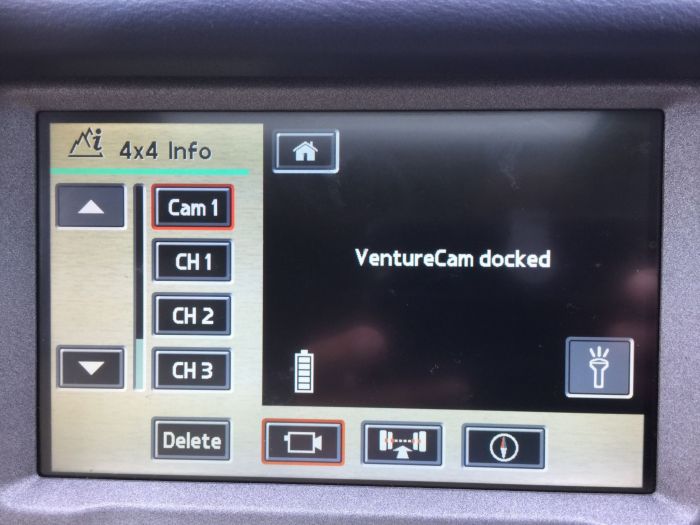 4x4 Info
Cam 1
CH 1
CH 2
CH 3
Delete
VentureCam docked